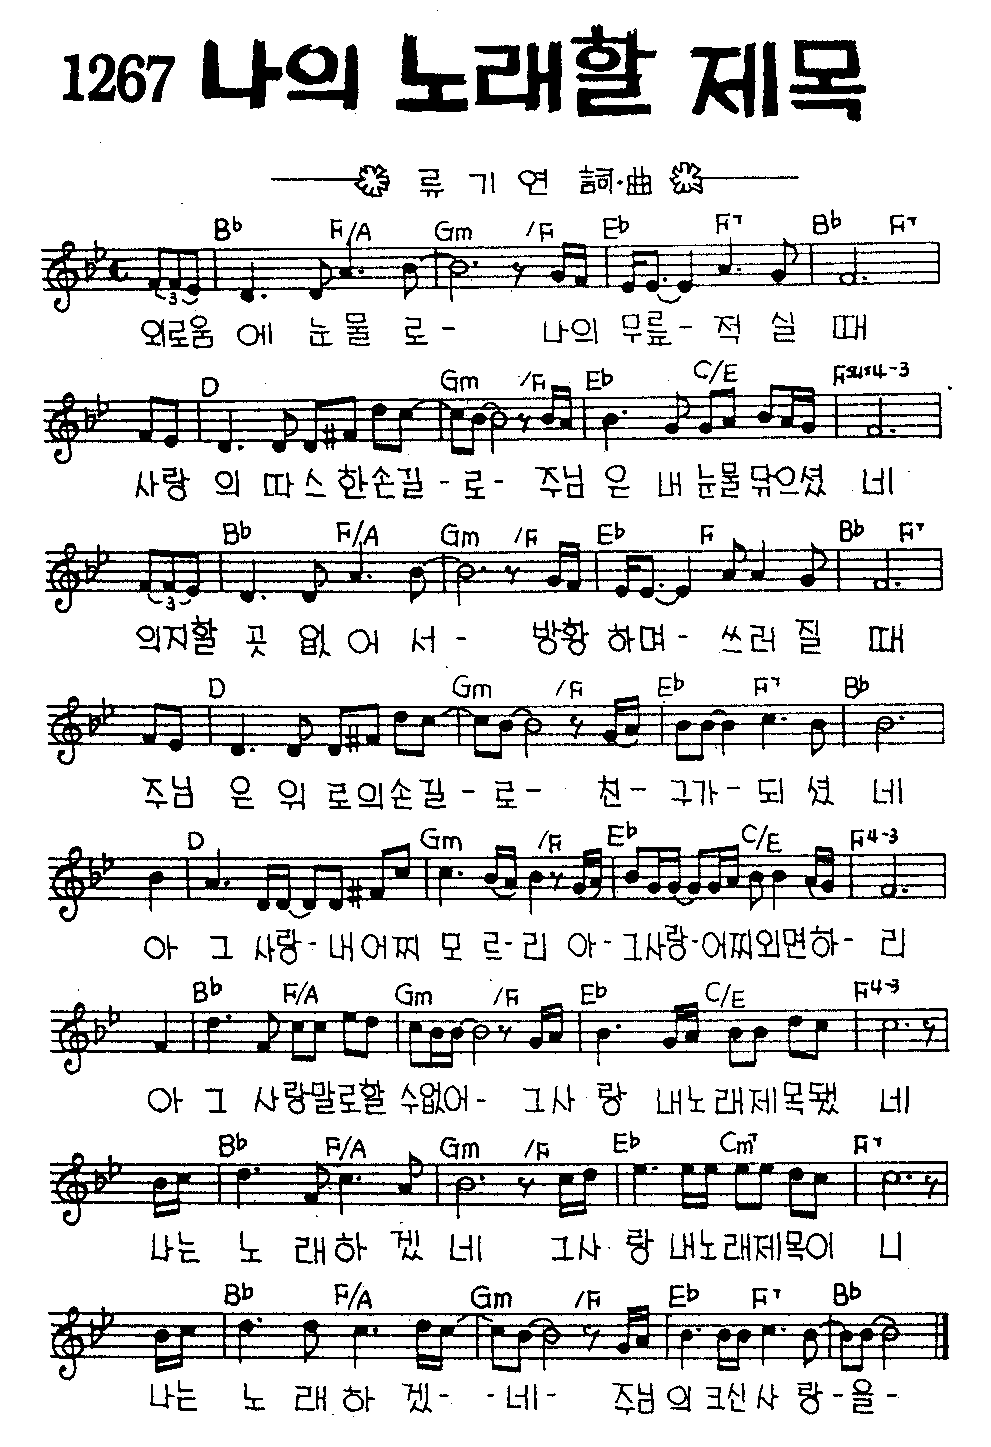 1267 나의 노래할 제목
류 기 연 詞·曲
Bb F/A Gm /F Eb F7 Bb F7
3
외로움 에 눈 물 로 - 나의 무릎 - 적 실 때
D Gm /F Eb C/E Fsus4-3
사랑 의 따 스 한손길 - 로 - 주님 은 내 눈물 닦으셨 네
Bb F/A Gm /F Eb F Bb F7
3
의지할 곳 없 어 서 - 방황 하며 - 쓰러 질 때
D Gm /F Eb F7 Bb
주님 은 위 로의손길 - 로 - 친 - 구가 - 되 셨 네
D Gm /F Eb C/E F4-3
아 그 사랑 - 내어찌 모 르 - 리 아 - 그사랑 - 어찌외면하 - 리
Bb F/A Gm /F Eb C/E F4-3
아 그 사랑말로할 수없어 - 그사 랑 내노래제목됐 네
Bb F/A Gm /F Eb Cm7 F7
나는 노 래하 겠 네 그사 랑 내노래제목이 니
Bb F/A Gm /F Eb F7 Bb
나는 노 래 하 겠 - - 네 - 주님 의 크신 사 랑 - 을 -